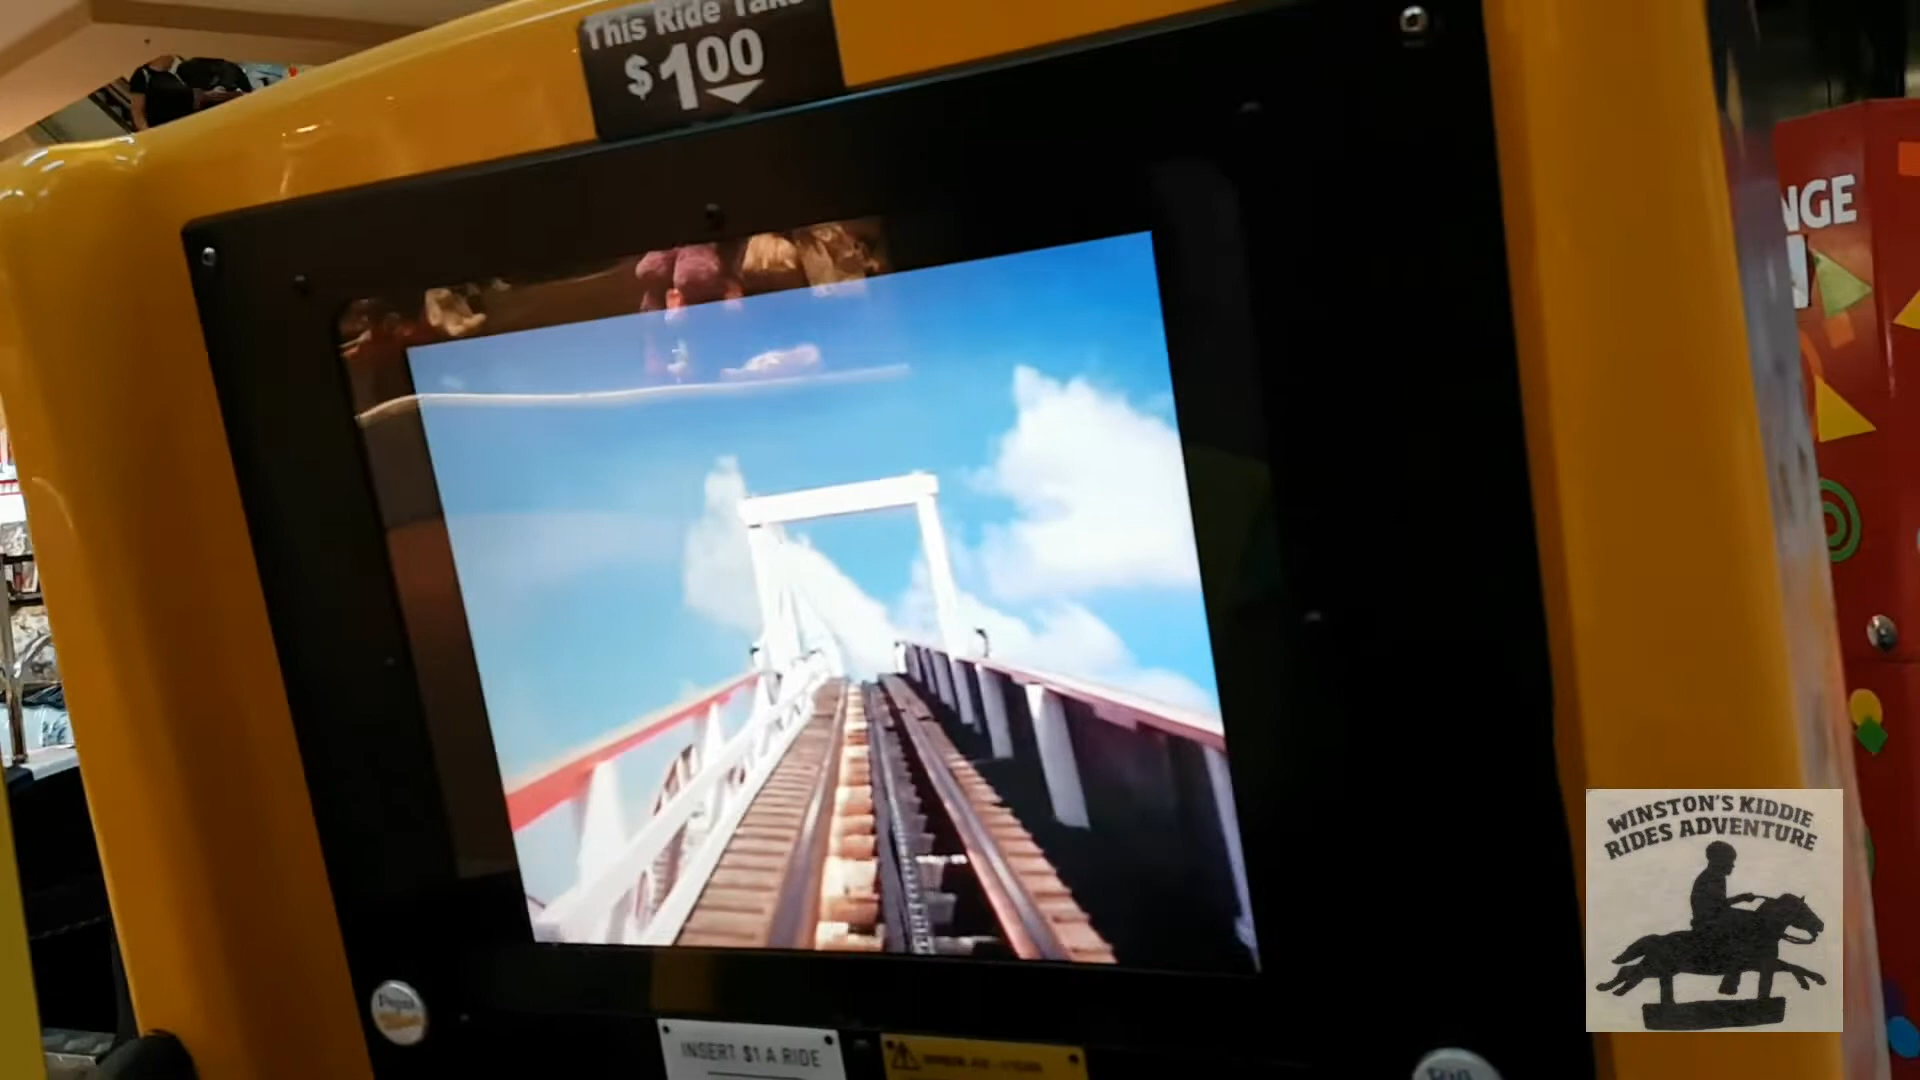 This Ride Take
$1.00
NGE
WINSTON'S KIDDIE
RIDES ADVENTURE
INSERT $1 A RIDE